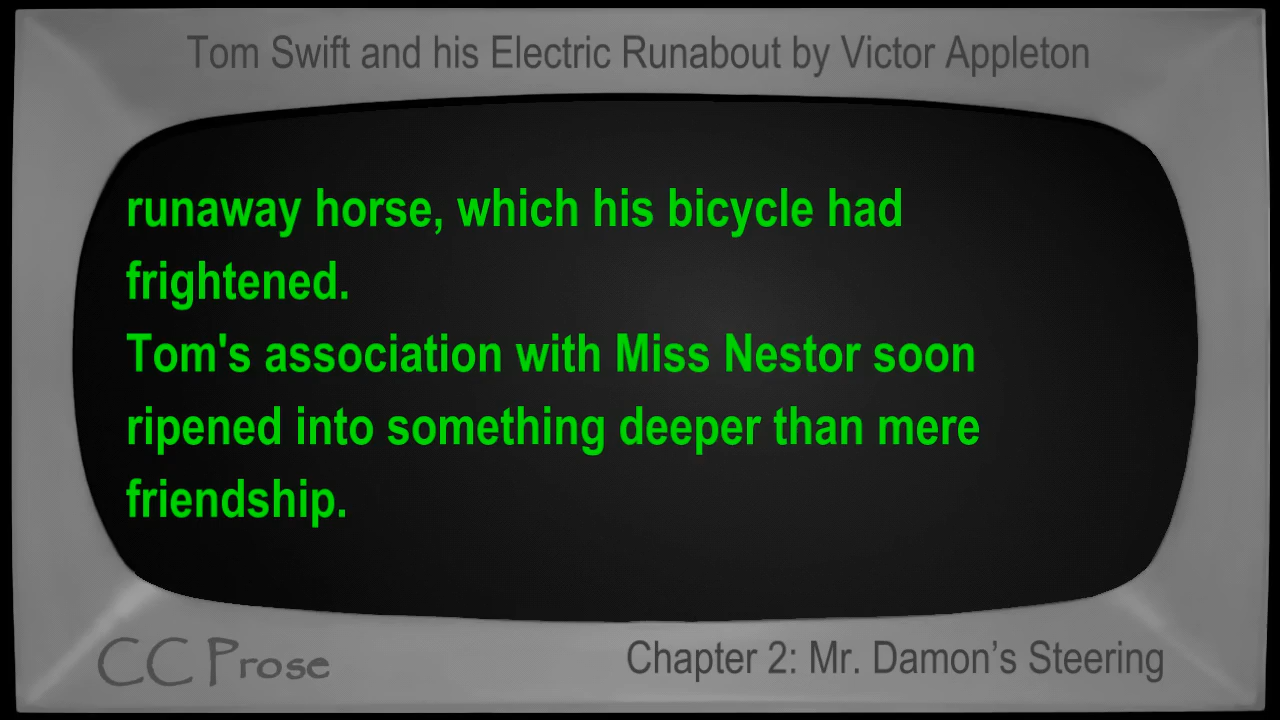 Tom Swift and his Electric Runabout by Victor Appleton
runaway horse, which his bicycle had
frightened.
Tom's association with Miss Nestor soon
ripened into something deeper than mere
friendship.
CC Prose
Chapter 2: Mr. Damon’s Steering